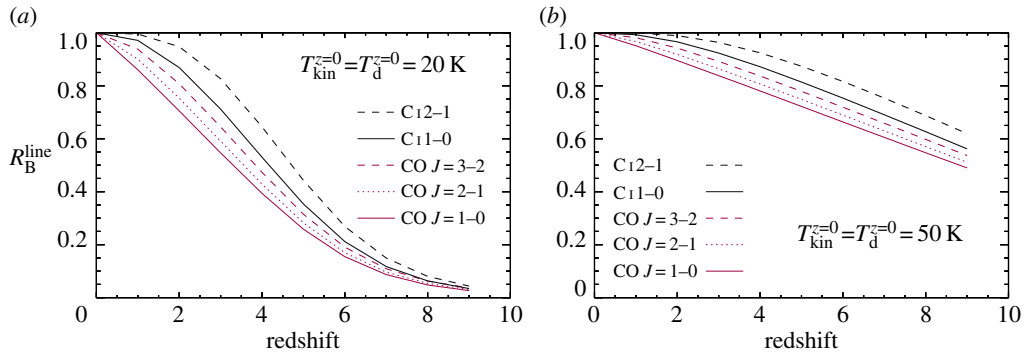 (a)
1.0
0.8
0.6
0.4
0.2
0
2
4
6
8
10
R_B^line
redshift
T_kin^z=0 = T_d^z=0 = 20 K
C I 2–1
C I 1–0
CO J = 3–2
CO J = 2–1
CO J = 1–0
(b)
1.0
0.8
0.6
0.4
0.2
0
2
4
6
8
10
redshift
C I 2–1
C I 1–0
CO J = 3–2
CO J = 2–1
CO J = 1–0
T_kin^z=0 = T_d^z=0 = 50 K